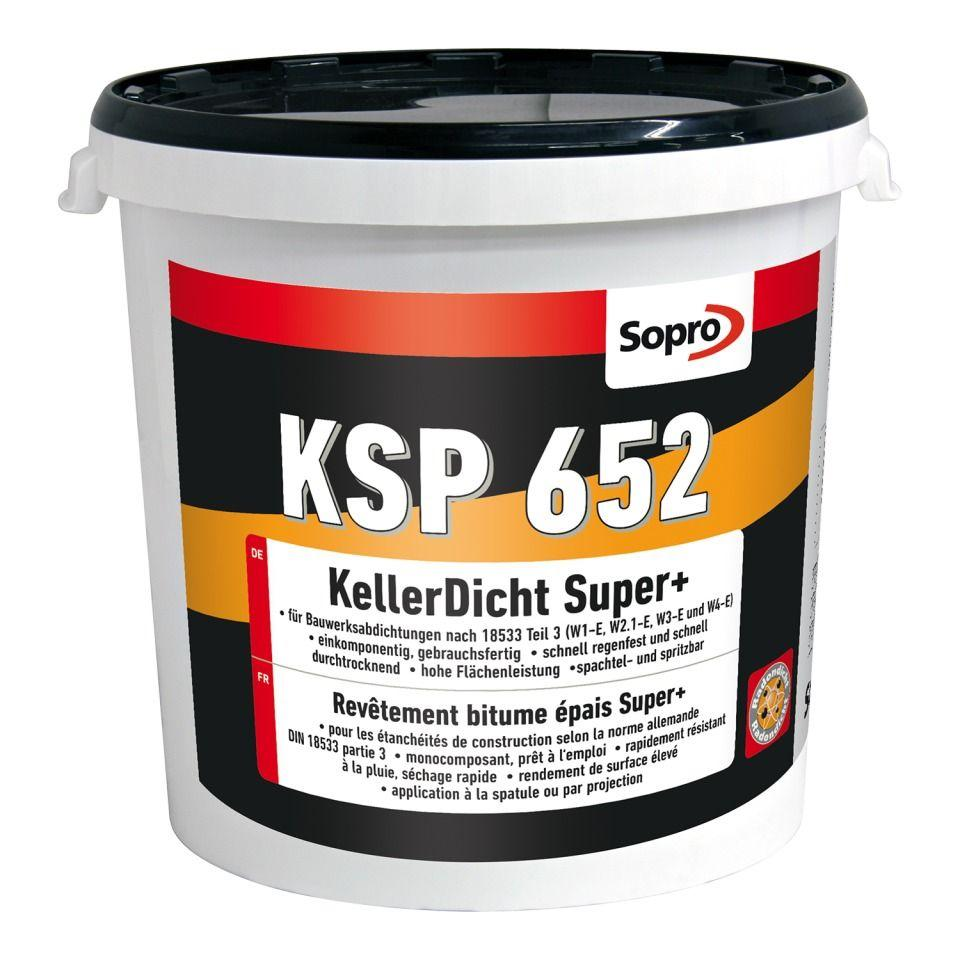 Sopro
KSP 652
DE
KellerDicht Super+
• für Bauwerksabdichtungen nach 18533 Teil 3 (W1-E, W2.1-E, W3-E und W4-E)
• einkomponentig, gebrauchsfertig • schnell regenfest und schnell
durchtrocknend • hohe Flächenleistung • spachtel- und spritzbar
FR
Revêtement bitume épais Super+
• pour les étanchéités de construction selon la norme allemande
DIN 18533 partie 3 • monocomposant, prêt à l'emploi • rapidement résistant
à la pluie, séchage rapide • rendement de surface élevé
• application à la spatule ou par projection
Radondicht
Radondicht